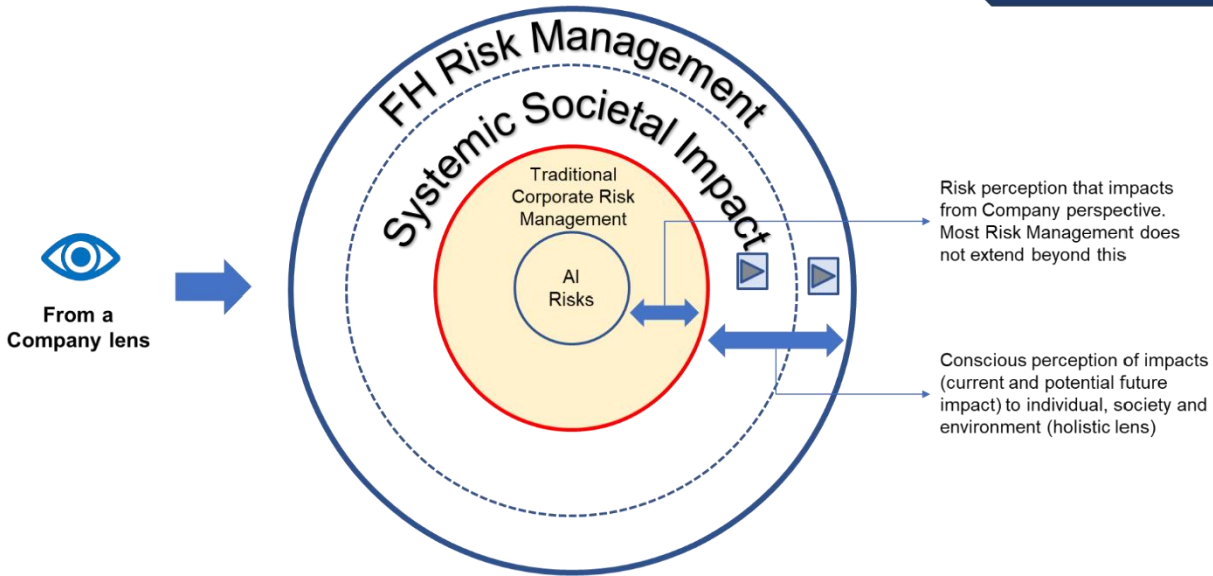 FH Risk Management
Systemic Societal Impact
Traditional
Corporate Risk
Management
AI
Risks
From a
Company lens
Risk perception that impacts
from Company perspective.
Most Risk Management does
not extend beyond this
Conscious perception of impacts
(current and potential future
impact) to individual, society and
environment (holistic lens)